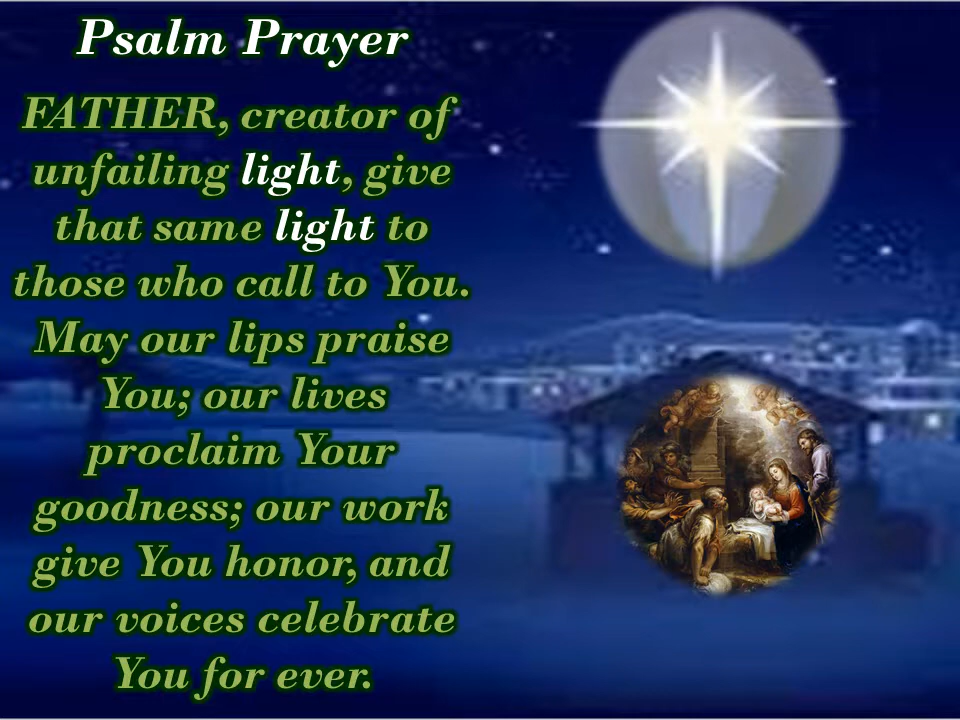 Psalm Prayer
FATHER, creator of
unfailing light, give
that same light to
those who call to You.
May our lips praise
You; our lives
proclaim Your
goodness; our work
give You honor, and
our voices celebrate
You for ever.